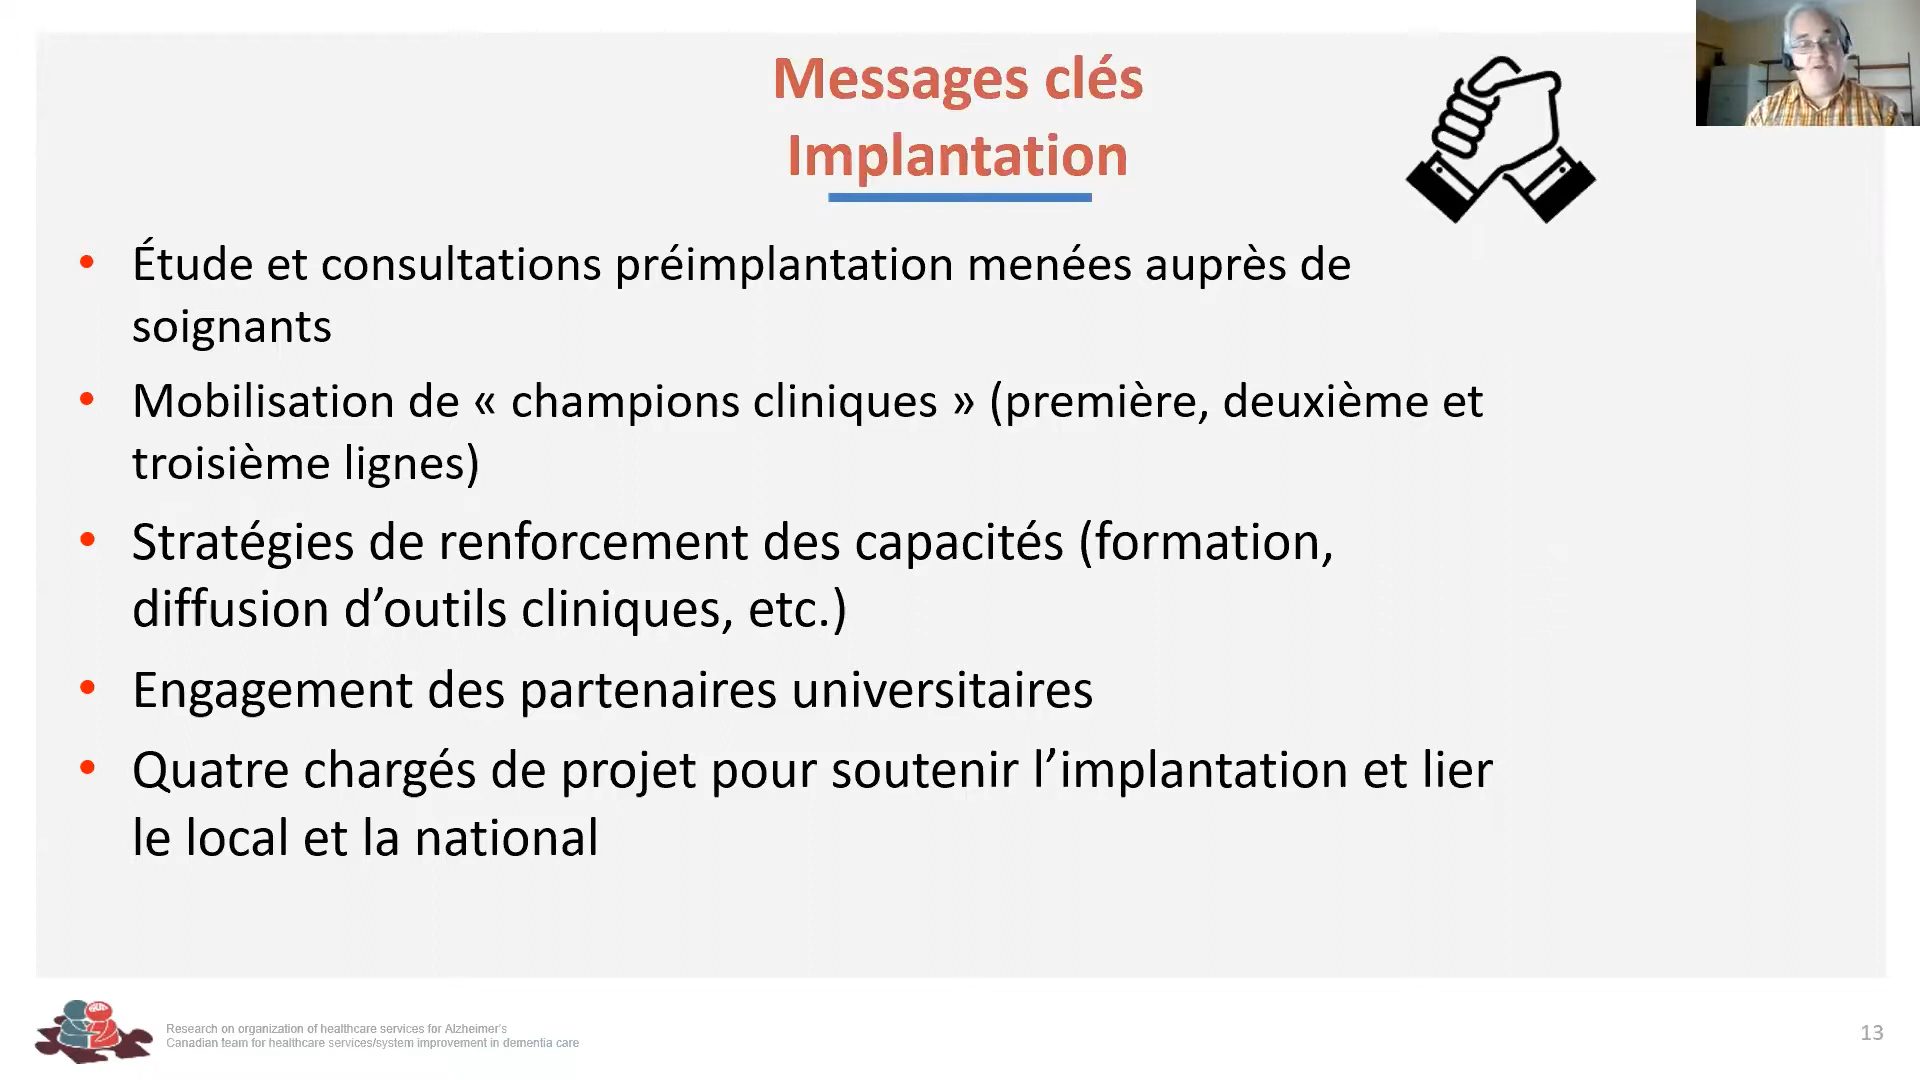 Messages clés
Implantation
• Étude et consultations préimplantation menées auprès de
soignants
• Mobilisation de « champions cliniques » (première, deuxième et
troisième lignes)
• Stratégies de renforcement des capacités (formation,
diffusion d’outils cliniques, etc.)
• Engagement des partenaires universitaires
• Quatre chargés de projet pour soutenir l’implantation et lier
le local et la national
Research on organization of healthcare services for Alzheimer's
Canadian team for healthcare services/system improvement in dementia care
13